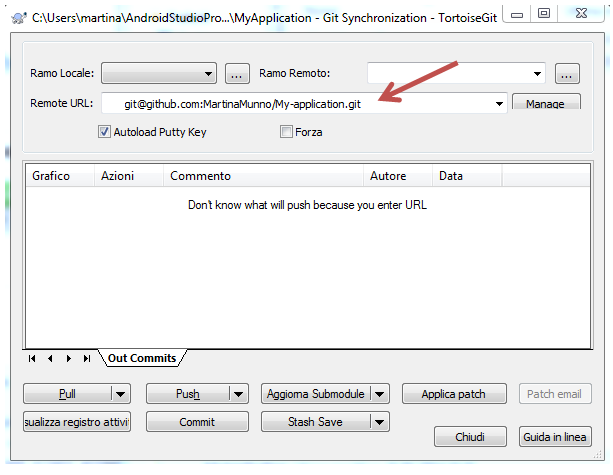 C:\Users\martina\AndroidStudioPro...\MyApplication - Git Synchronization - TortoiseGit
Ramo Locale: ... Ramo Remoto: ...
Remote URL: git@github.com:MartinaMunno/My-application.git Manage
Autoload Putty Key Forza
Grafico Azioni Commento Autore Data
Don't know what will push because you enter URL
Out Commits
Pull Push Aggiorna Submodule Applica patch Patch email
sualizza registro attivit Commit Stash Save
Chiudi Guida in linea